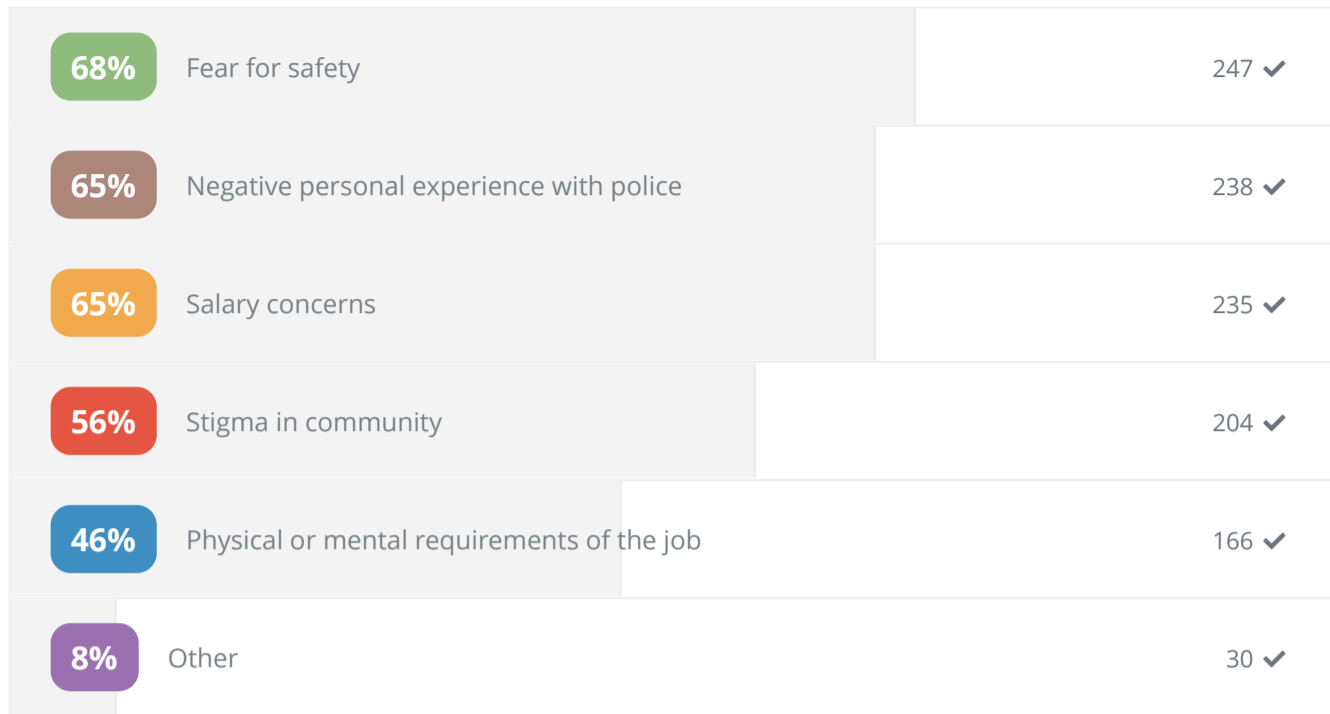 68% Fear for safety 247 ✔
65% Negative personal experience with police 238 ✔
65% Salary concerns 235 ✔
56% Stigma in community 204 ✔
46% Physical or mental requirements of the job 166 ✔
8% Other 30 ✔